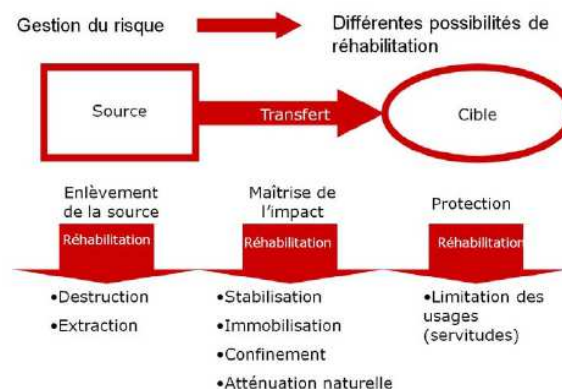 Gestion du risque
Différentes possibilités de
réhabilitation
Source
Transfert
Cible
Enlèvement
de la source
Maîtrise de
l'impact
Protection
Réhabilitation
Réhabilitation
Réhabilitation
•Destruction
•Extraction
•Stabilisation
•Immobilisation
•Confinement
•Atténuation naturelle
•Limitation des
usages
(servitudes)